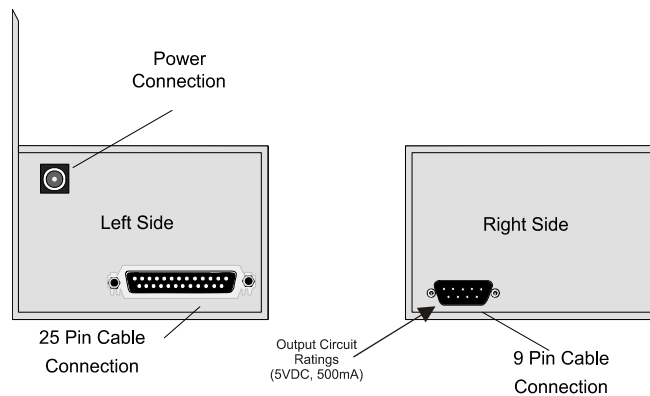 Power
Connection
Left Side
25 Pin Cable
Connection
Right Side
Output Circuit
Ratings
(5VDC, 500mA)
9 Pin Cable
Connection